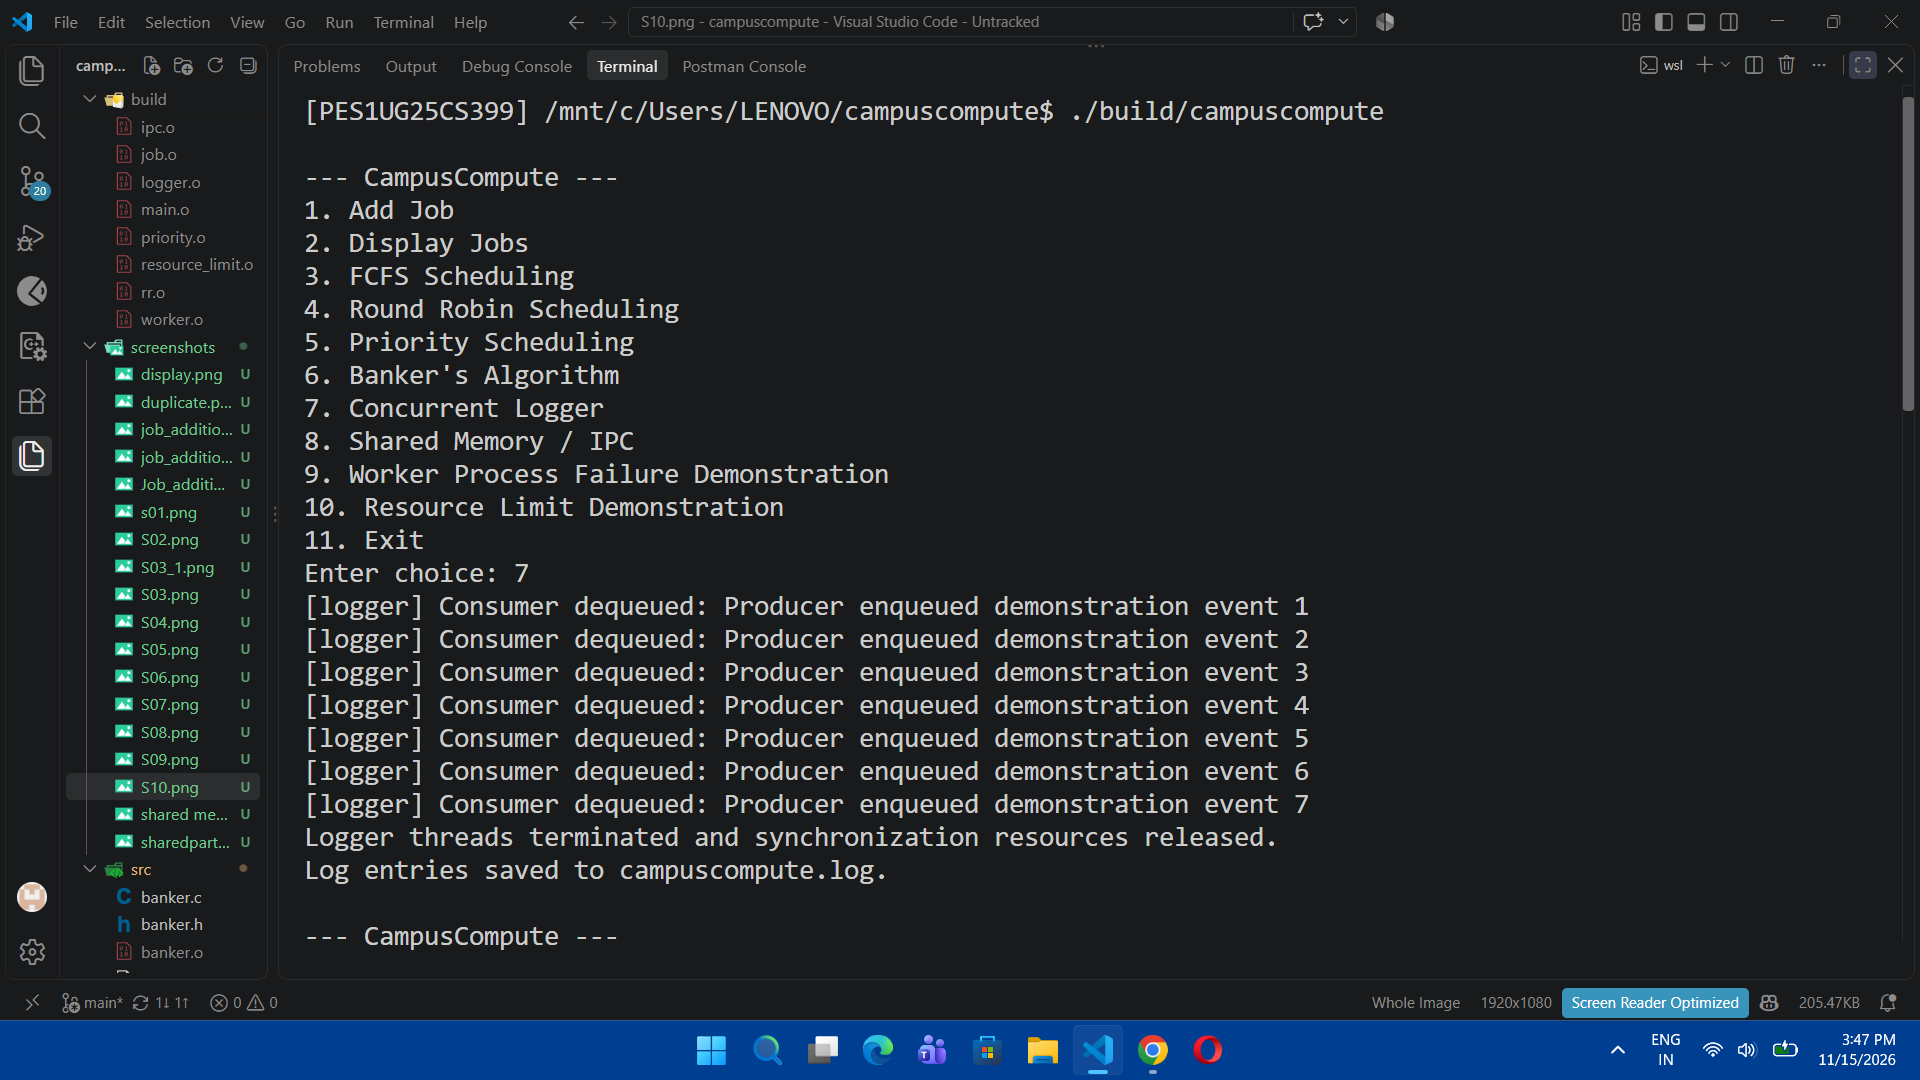 File Edit Selection View Go Run Terminal Help
S10.png - campuscompute - Visual Studio Code - Untracked
camp...
build
ipc.o
job.o
logger.o
main.o
priority.o
resource_limit.o
rr.o
worker.o
screenshots
display.png U
duplicate.p... U
job_additio... U
job_additio... U
Job_additi... U
s01.png U
S02.png U
S03_1.png U
S03.png U
S04.png U
S05.png U
S06.png U
S07.png U
S08.png U
S09.png U
S10.png U
shared me... U
sharedpart... U
src
banker.c
banker.h
banker.o
20
Problems Output Debug Console Terminal Postman Console
wsl
[PES1UG25CS399] /mnt/c/Users/LENOVO/campuscompute$ ./build/campuscompute
--- CampusCompute ---
1. Add Job
2. Display Jobs
3. FCFS Scheduling
4. Round Robin Scheduling
5. Priority Scheduling
6. Banker's Algorithm
7. Concurrent Logger
8. Shared Memory / IPC
9. Worker Process Failure Demonstration
10. Resource Limit Demonstration
11. Exit
Enter choice: 7
[logger] Consumer dequeued: Producer enqueued demonstration event 1
[logger] Consumer dequeued: Producer enqueued demonstration event 2
[logger] Consumer dequeued: Producer enqueued demonstration event 3
[logger] Consumer dequeued: Producer enqueued demonstration event 4
[logger] Consumer dequeued: Producer enqueued demonstration event 5
[logger] Consumer dequeued: Producer enqueued demonstration event 6
[logger] Consumer dequeued: Producer enqueued demonstration event 7
Logger threads terminated and synchronization resources released.
Log entries saved to campuscompute.log.
--- CampusCompute ---
main* 1↓ 1↑ 0 0
Whole Image 1920x1080 Screen Reader Optimized 205.47KB
ENG
IN
3:47 PM
11/15/2026